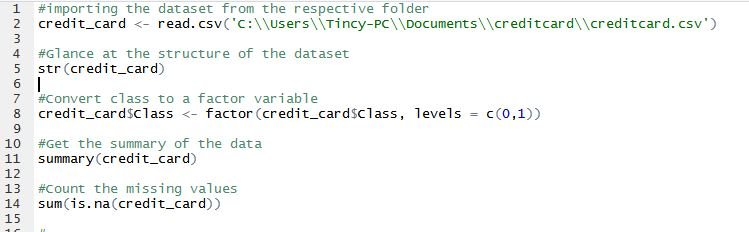 1 #importing the dataset from the respective folder
2 credit_card <- read.csv('C:\\Users\\Tincy-PC\\Documents\\creditcard\\creditcard.csv')
3
4 #Glance at the structure of the dataset
5 str(credit_card)
6
7 #Convert class to a factor variable
8 credit_card$Class <- factor(credit_card$Class, levels = c(0,1))
9
10 #Get the summary of the data
11 summary(credit_card)
12
13 #Count the missing values
14 sum(is.na(credit_card))
15